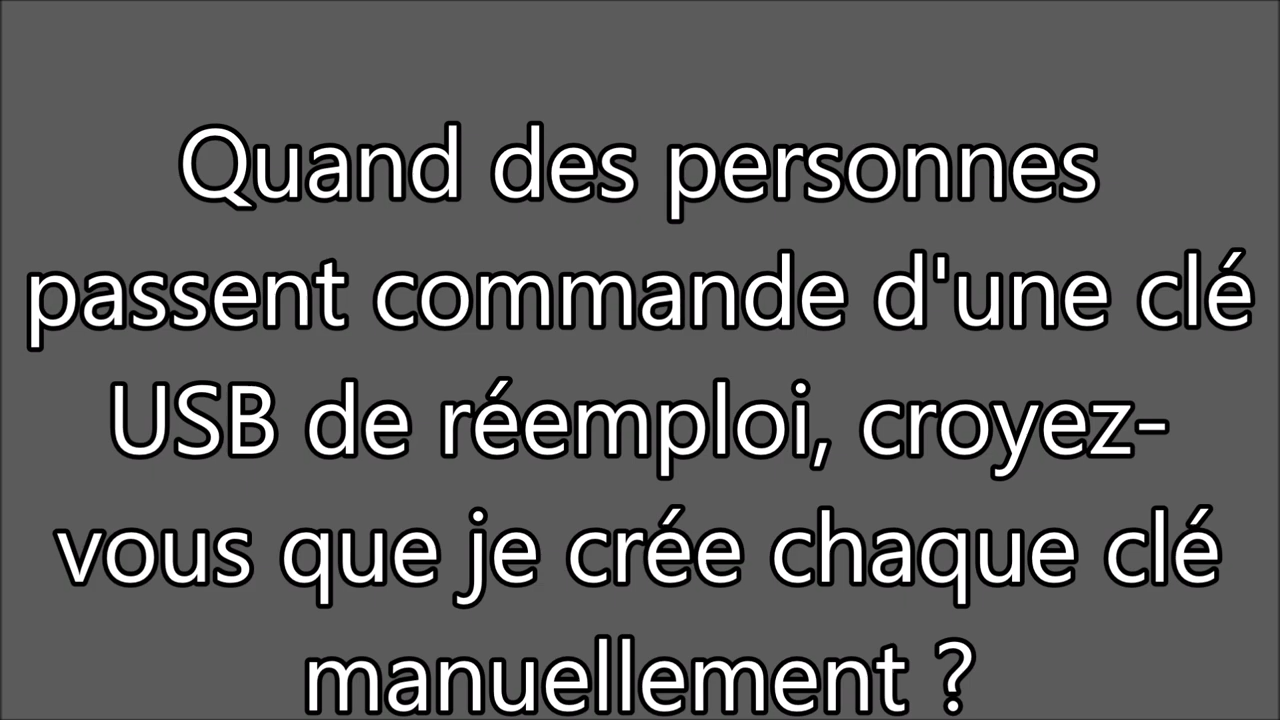 Quand des personnes
passent commande d'une clé
USB de réemploi, croyez-
vous que je crée chaque clé
manuellement ?